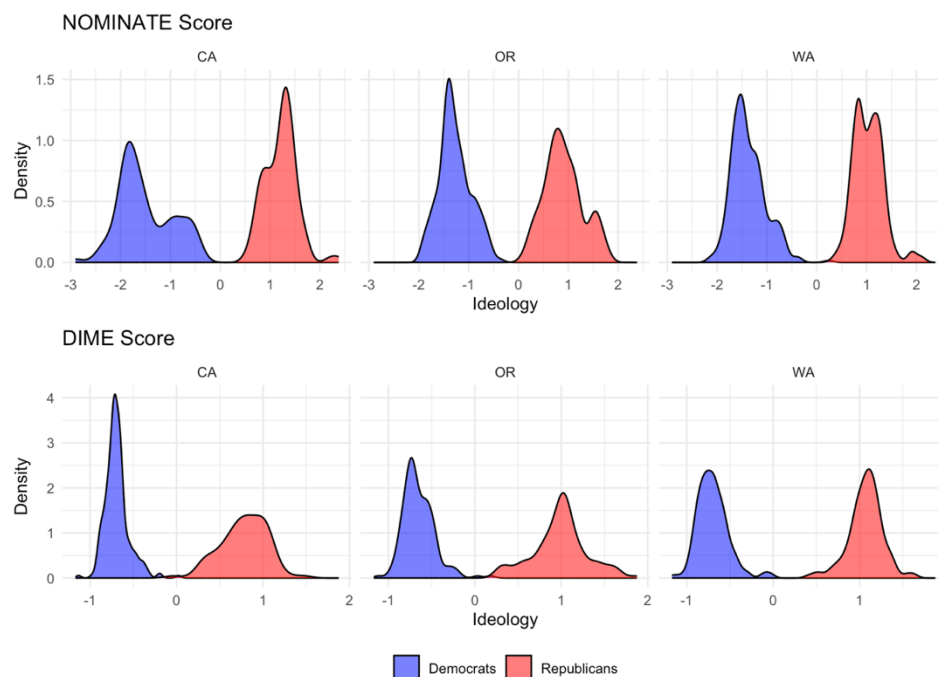 NOMINATE Score
CA OR WA
1.5
1.0
0.5
0.0
Density
-3 -2 -1 0 1 2 -3 -2 -1 0 1 2 -3 -2 -1 0 1 2
Ideology
DIME Score
CA OR WA
4
3
2
1
0
Density
-1 0 1 2 -1 0 1 2 -1 0 1
Ideology
Democrats Republicans